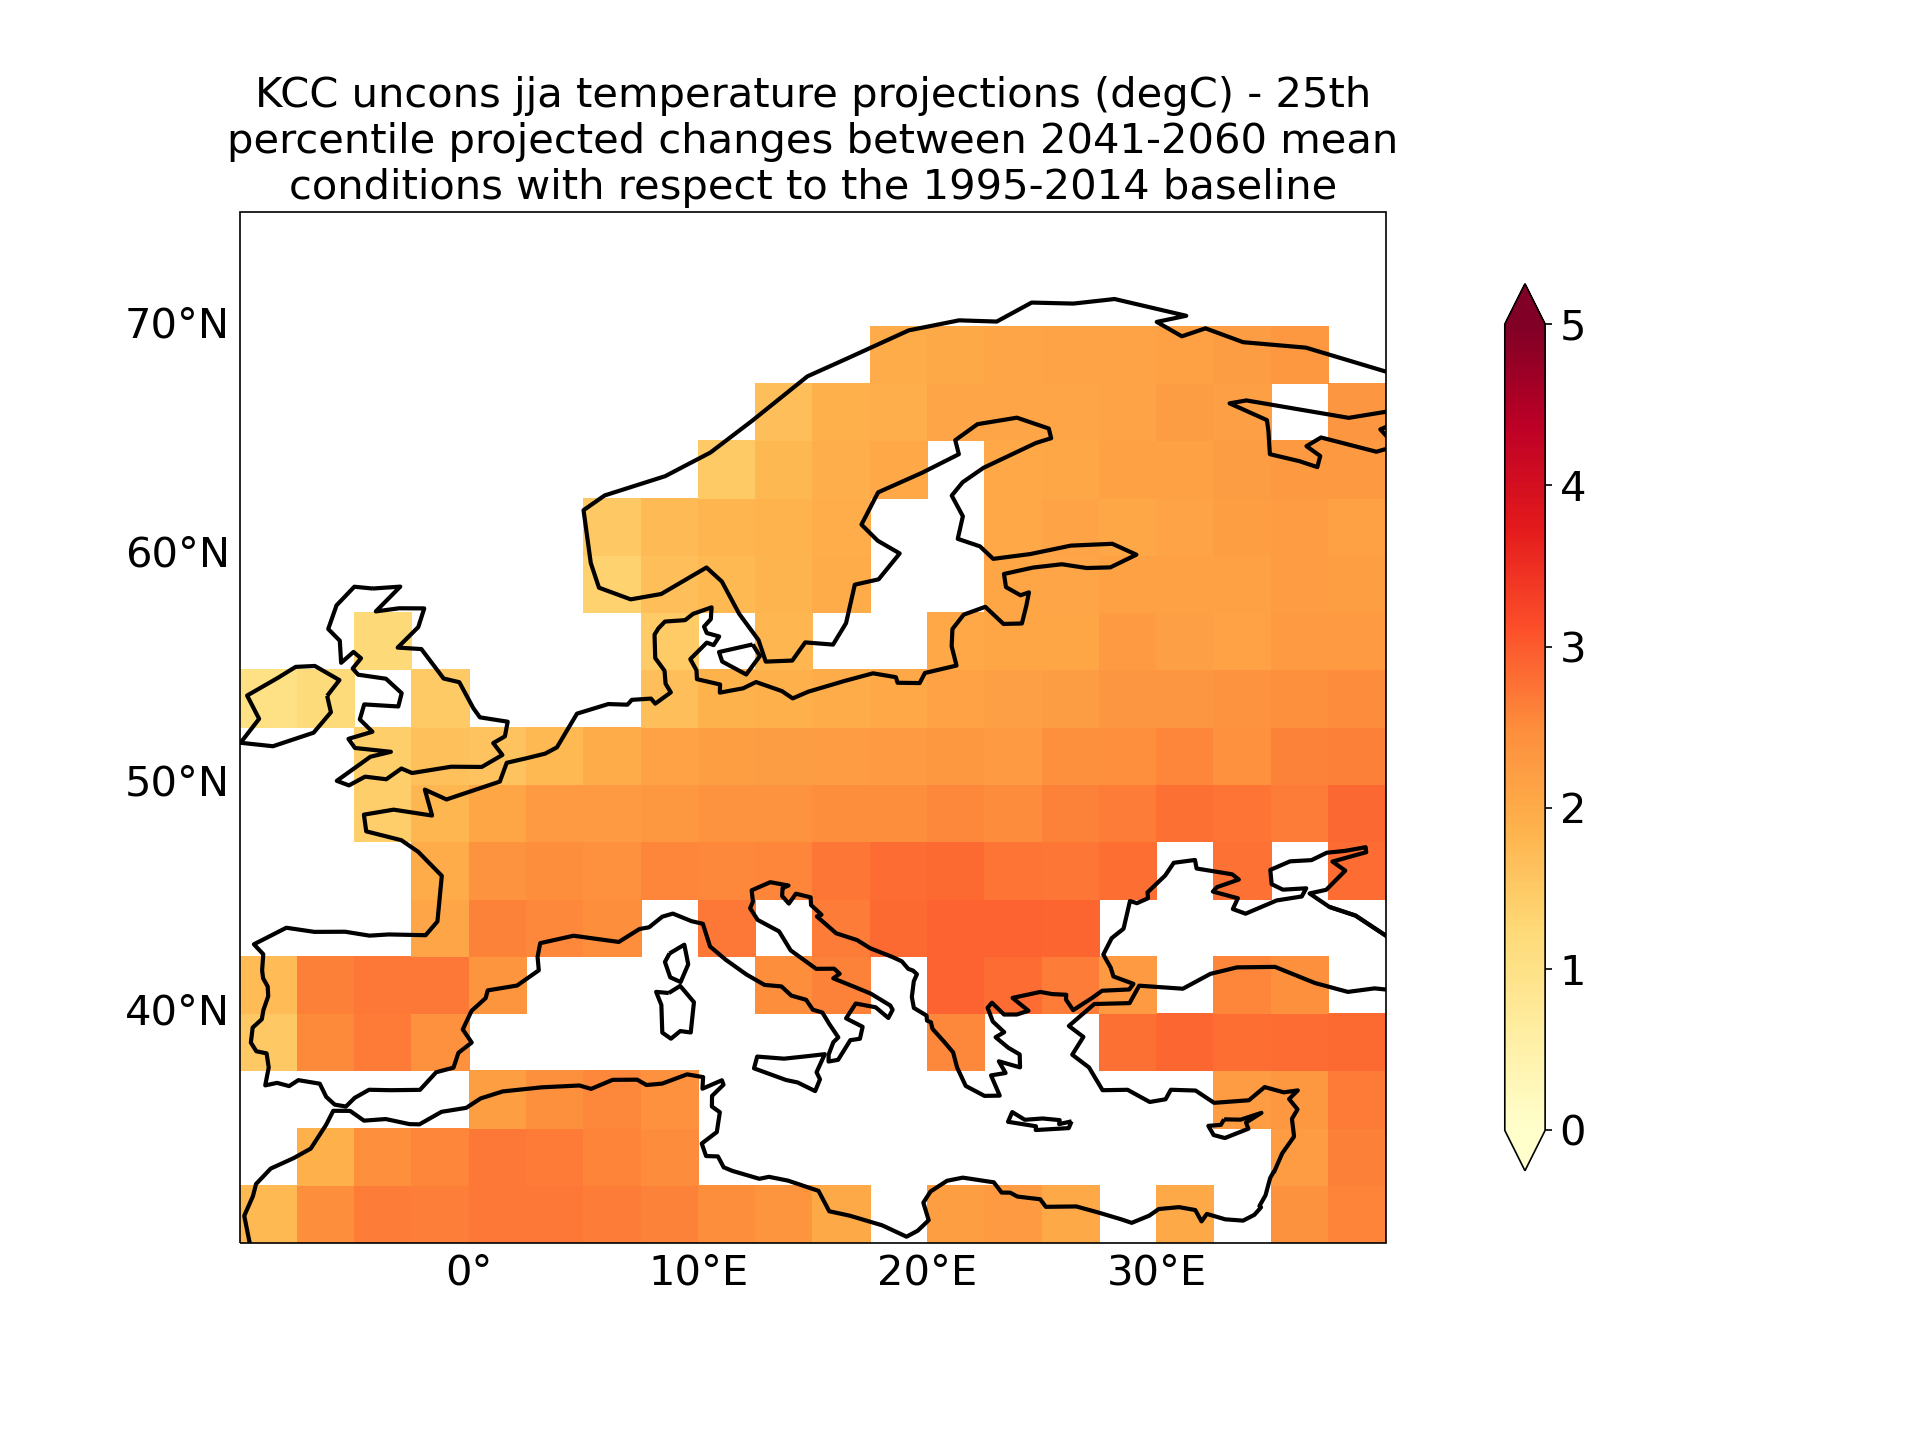 KCC uncons jja temperature projections (degC) - 25th
percentile projected changes between 2041-2060 mean
conditions with respect to the 1995-2014 baseline
70°N
60°N
50°N
40°N
0°
10°E
20°E
30°E
5
4
3
2
1
0